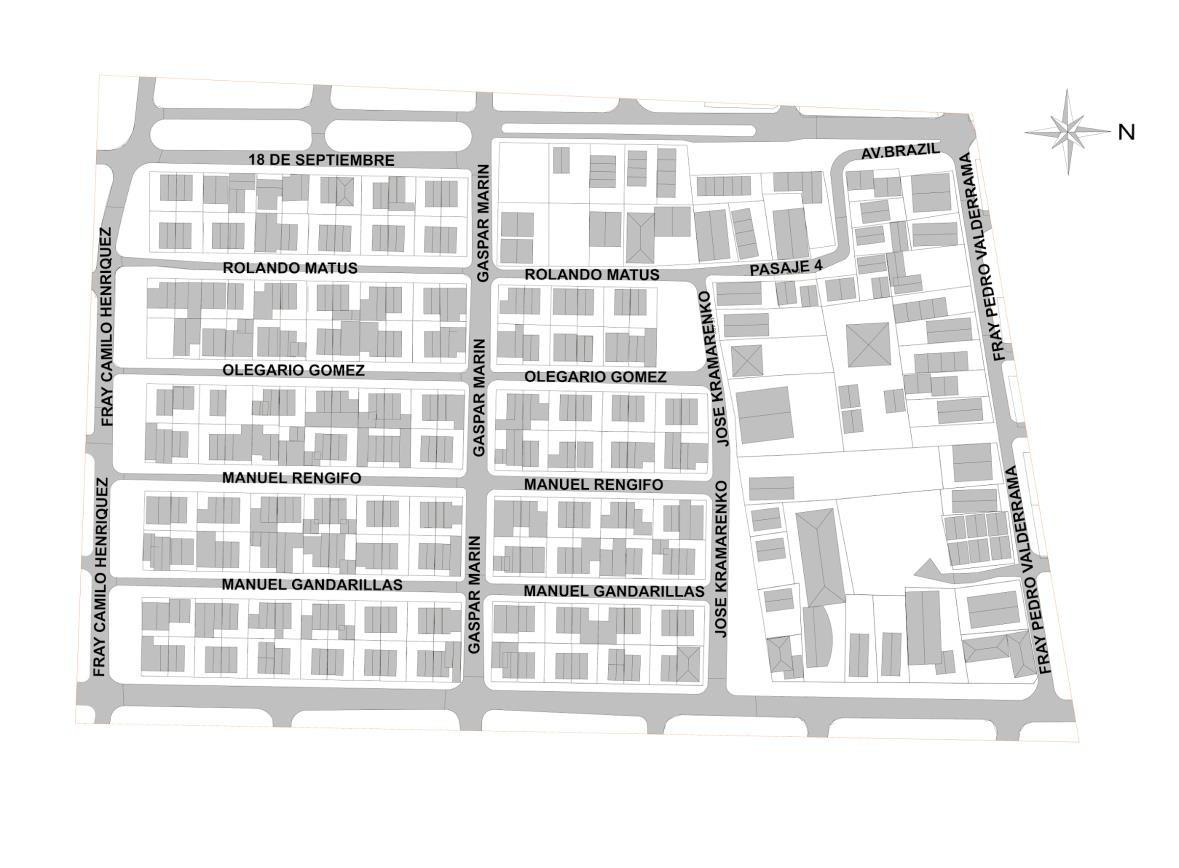 N
18 DE SEPTIEMBRE
AV.BRAZIL
ROLANDO MATUS
ROLANDO MATUS
PASAJE 4
OLEGARIO GOMEZ
OLEGARIO GOMEZ
MANUEL RENGIFO
MANUEL RENGIFO
MANUEL GANDARILLAS
MANUEL GANDARILLAS
FRAY CAMILO HENRIQUEZ
FRAY CAMILO HENRIQUEZ
GASPAR MARIN
GASPAR MARIN
GASPAR MARIN
JOSE KRAMARENKO
JOSE KRAMARENKO
FRAY PEDRO VALDERRAMA
FRAY PEDRO VALDERRAMA